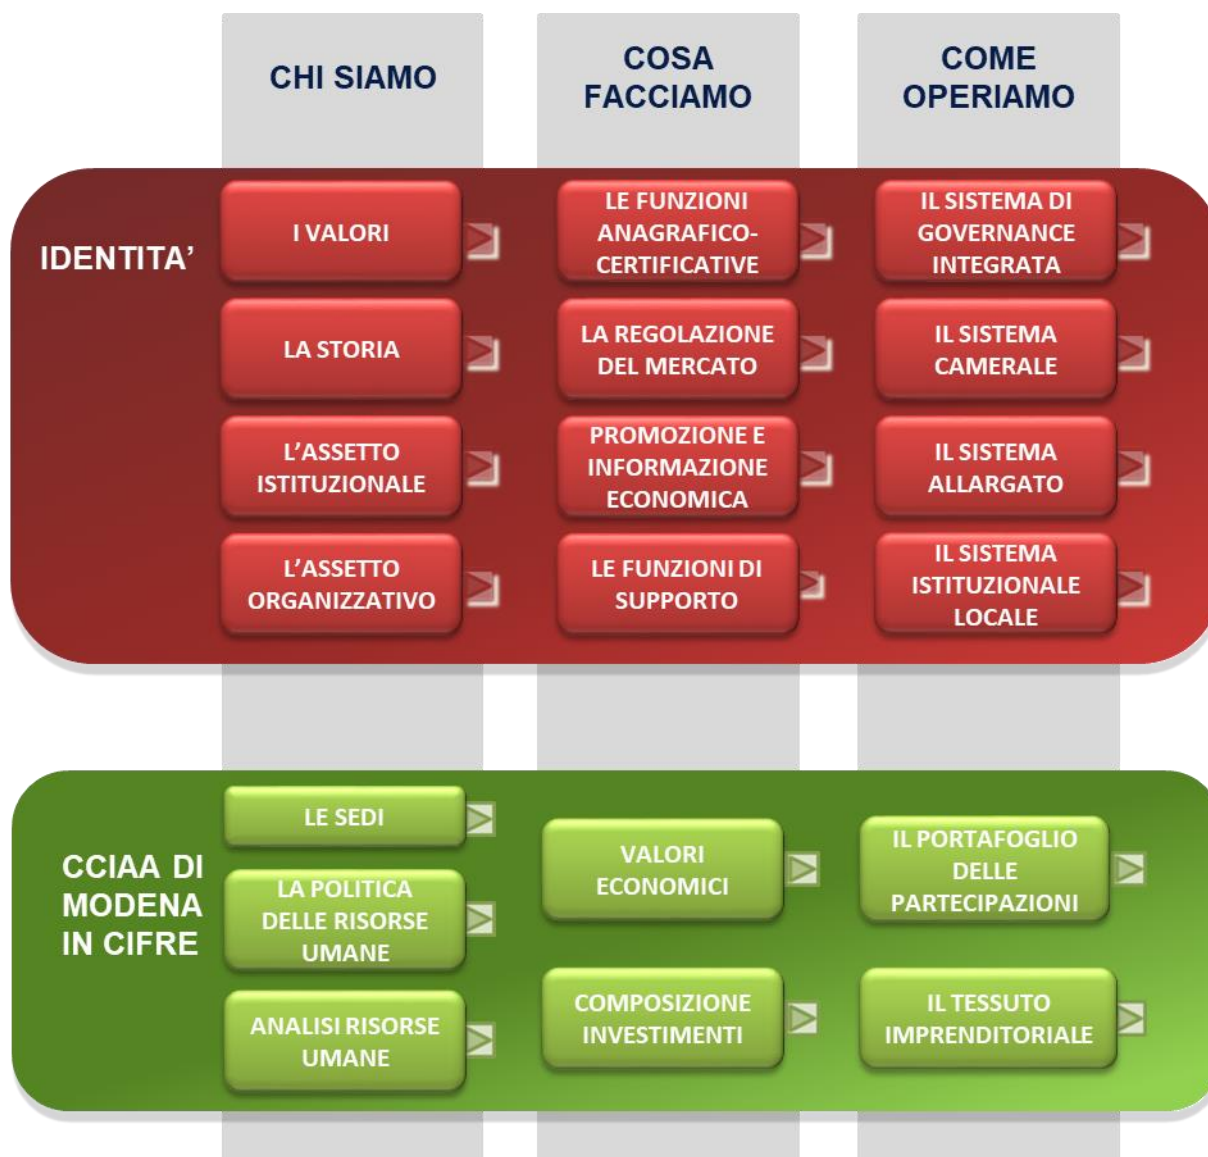 CHI SIAMO
COSA
FACCIAMO
COME
OPERIAMO
IDENTITA’
I VALORI
LE FUNZIONI
ANAGRAFICO-
CERTIFICATIVE
IL SISTEMA DI
GOVERNANCE
INTEGRATA
LA STORIA
LA REGOLAZIONE
DEL MERCATO
IL SISTEMA
CAMERALE
L’ASSETTO
ISTITUZIONALE
PROMOZIONE E
INFORMAZIONE
ECONOMICA
IL SISTEMA
ALLARGATO
L’ASSETTO
ORGANIZZATIVO
LE FUNZIONI DI
SUPPORTO
IL SISTEMA
ISTITUZIONALE
LOCALE
CCIAA DI
MODENA
IN CIFRE
LE SEDI
LA POLITICA
DELLE RISORSE
UMANE
ANALISI RISORSE
UMANE
VALORI
ECONOMICI
COMPOSIZIONE
INVESTIMENTI
IL PORTAFOGLIO
DELLE
PARTECIPAZIONI
IL TESSUTO
IMPRENDITORIALE